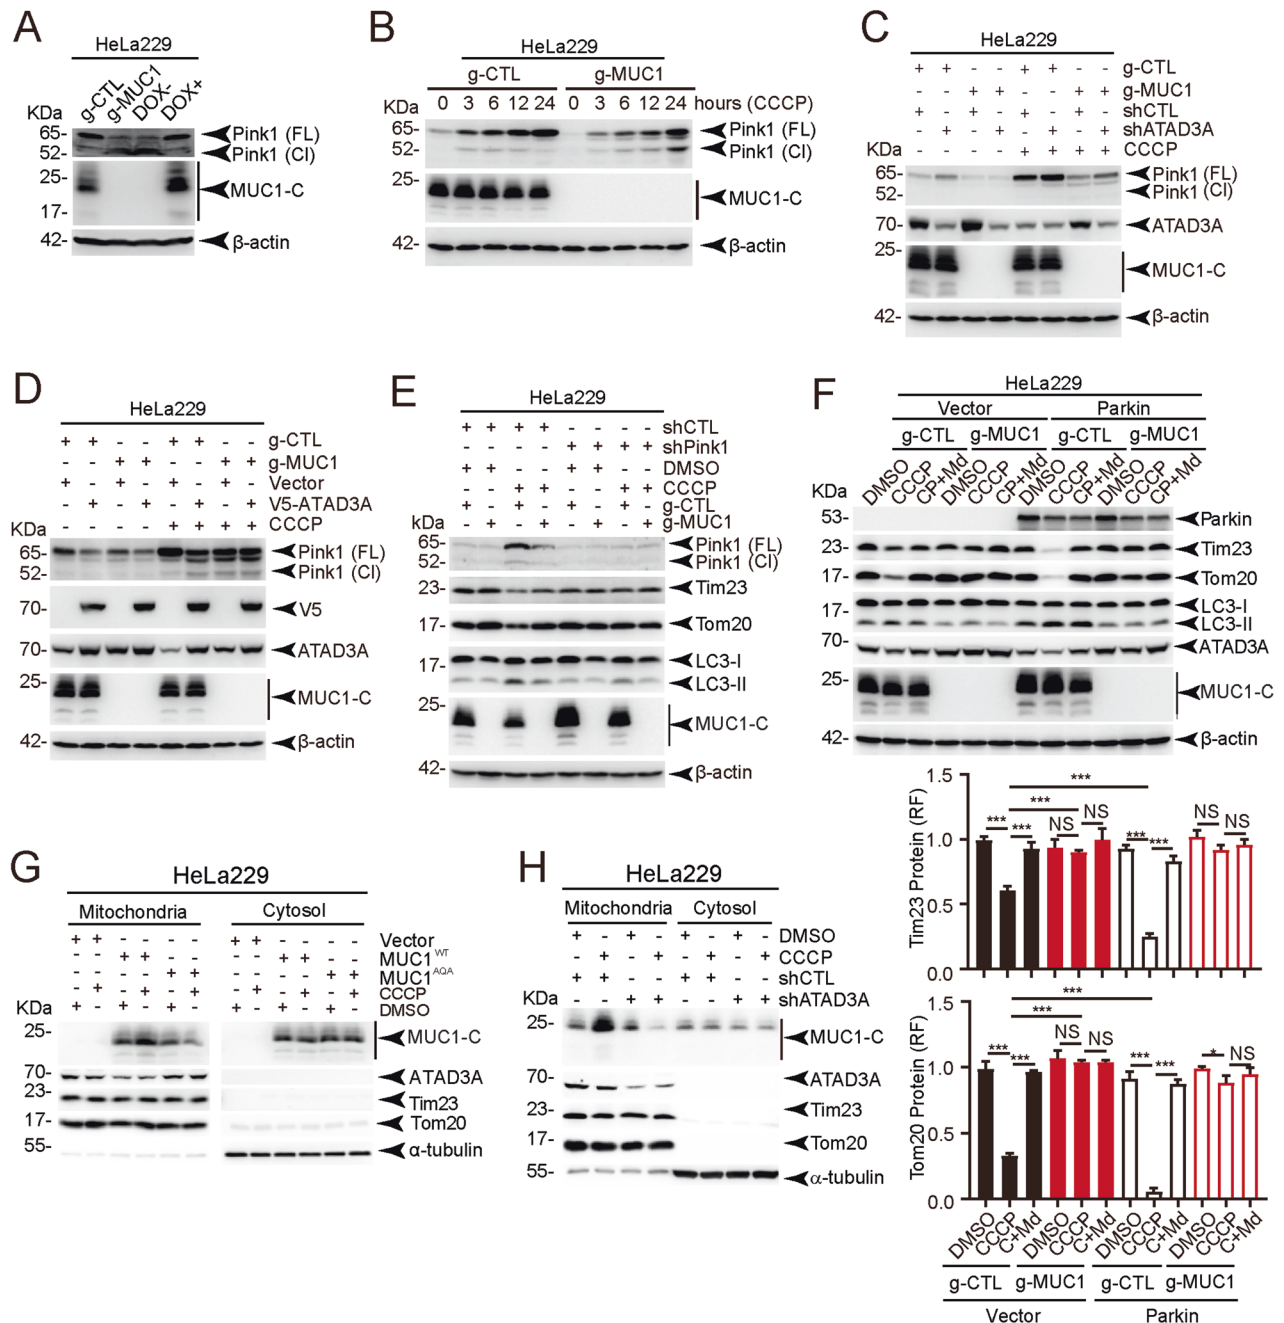 A
HeLa229
g-CTL
g-MUC1
DOX-
DOX+
KDa
65-
Pink1 (FL)
52-
Pink1 (Cl)
25-
MUC1-C
17-
42-
β-actin
B
HeLa229
g-CTL g-MUC1
0 3 6 12 24 0 3 6 12 24 hours (CCCP)
KDa
65-
Pink1 (FL)
52-
Pink1 (Cl)
25-
MUC1-C
17-
42-
β-actin
C
HeLa229
+ + - - + + - - g-CTL
- - + + - - + + g-MUC1
+ - + - + - + - shCTL
- + - + - + - + shATAD3A
- - - - + + + + CCCP
KDa
65-
Pink1 (FL)
52-
Pink1 (Cl)
70-
ATAD3A
25-
MUC1-C
42-
β-actin
D
HeLa229
+ + - - + + - - g-CTL
- - + + - - + + g-MUC1
+ - + - + - + - Vector
- + - + - + - + V5-ATAD3A
- - - - + + + + CCCP
KDa
65-
Pink1 (FL)
52-
Pink1 (Cl)
70-
V5
70-
ATAD3A
25-
MUC1-C
17-
42-
β-actin
E
HeLa229
+ + + + - - - - shCTL
- - - - + + + + shPink1
+ + - - + + - - DMSO
- - + + - - + + CCCP
+ - + - + - + - g-CTL
- + - + - + - + g-MUC1
kDa
65-
Pink1 (FL)
52-
Pink1 (Cl)
23-
Tim23
17-
Tom20
LC3-I
17-
LC3-II
25-
MUC1-C
17-
42-
β-actin
F
HeLa229
Vector Parkin
g-CTL g-MUC1 g-CTL g-MUC1
DMSO
CCCP
CP+Md
DMSO
CCCP
CP+Md
DMSO
CCCP
CP+Md
DMSO
CCCP
CP+Md
KDa
53-
Parkin
23-
Tim23
17-
Tom20
17-
LC3-I
LC3-II
70-
ATAD3A
25-
MUC1-C
17-
42-
β-actin
1.5
1.0
0.5
0.0
Tim23 Protein (RF)
***
***
*** *** NS NS *** *** NS NS
1.5
1.0
0.5
0.0
Tom20 Protein (RF)
***
***
*** *** NS NS *** *** * NS
DMSO
CCCP
C+Md
DMSO
CCCP
C+Md
DMSO
CCCP
C+Md
DMSO
CCCP
C+Md
g-CTL g-MUC1 g-CTL g-MUC1
Vector Parkin
G
HeLa229
Mitochondria Cytosol
+ + - - - - + + - - - - Vector
- - + + - - - - + + - - MUC1WT
- - - - + + - - - - + + MUC1AQA
- + - + - + - + - + - + CCCP
+ - + - + - + - + - + - DMSO
KDa
25-
MUC1-C
70-
ATAD3A
23-
Tim23
17-
Tom20
55-
α-tubulin
H
HeLa229
Mitochondria Cytosol
+ - + - + - + - DMSO
- + - + - + - + CCCP
+ + - - + + - - shCTL
- - + + - - + + shATAD3A
KDa
25-
MUC1-C
70-
ATAD3A
23-
Tim23
17-
Tom20
55-
α-tubulin